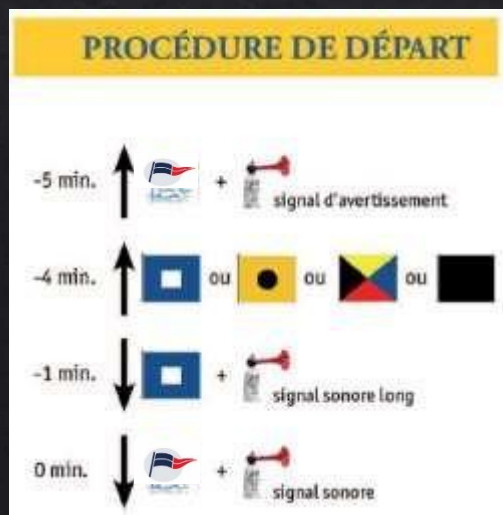 PROCÉDURE DE DÉPART
-5 min. + signal d'avertissement
-4 min. ou ou ou
-1 min. + signal sonore long
0 min. + signal sonore